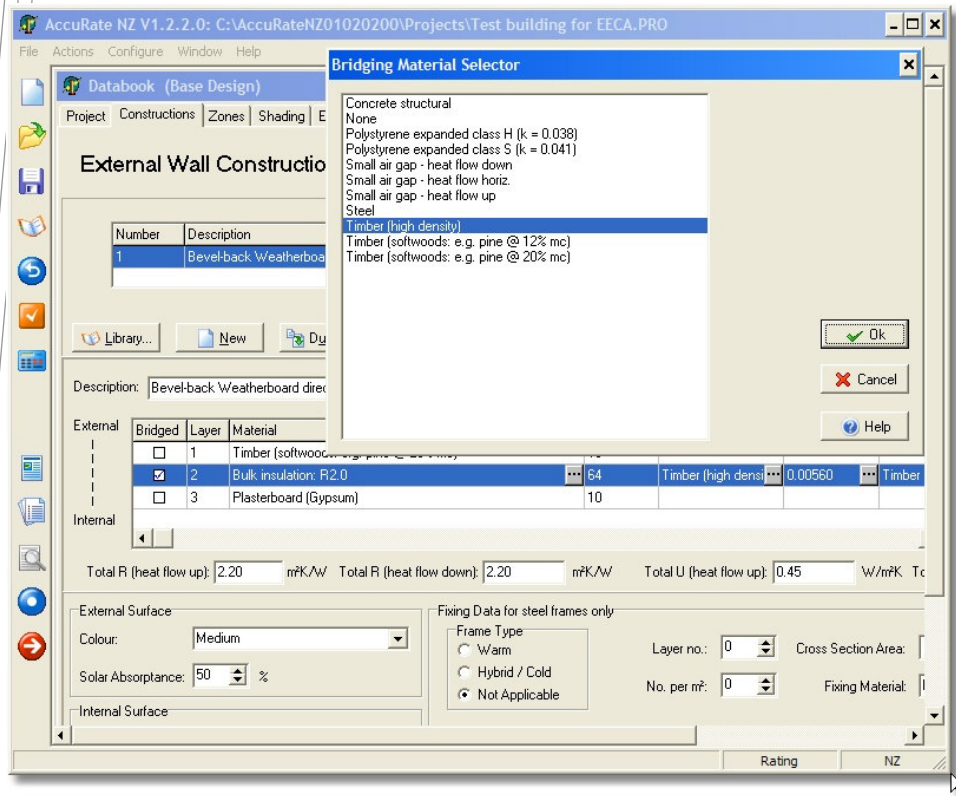 AccuRate NZ V1.2.2.0: C:\AccuRateNZ01020200\Projects\Test building for EECA.PRO
File Actions Configure Window Help
Bridging Material Selector
Databook (Base Design)
Project Constructions Zones Shading E
External Wall Constructio
Concrete structural
None
Polystyrene expanded class H (k = 0.038)
Polystyrene expanded class S (k = 0.041)
Small air gap - heat flow down
Small air gap - heat flow horiz.
Small air gap - heat flow up
Steel
Timber (high density)
Timber (softwoods: e.g. pine @ 12% mc)
Timber (softwoods: e.g. pine @ 20% mc)
Number Description
1 Bevel-back Weatherboa
Library... New Du
Ok
Cancel
Help
Description: Bevel-back Weatherboard direc
External Bridged Layer Material
1 Timber (softwoods: e.g. pine @ 20% mc)
2 Bulk insulation: R2.0 ... 64 Timber (high densi ... 0.00560 ... Timber
3 Plasterboard (Gypsum) 10
Internal
Total R (heat flow up): 2.20 m²K/W Total R (heat flow down): 2.20 m²K/W Total U (heat flow up): 0.45 W/m²K To
External Surface
Colour: Medium
Solar Absorptance: 50 %
Internal Surface
Fixing Data for steel frames only
Frame Type
Warm
Hybrid / Cold
Not Applicable
Layer no.: 0 Cross Section Area:
No. per m²: 0 Fixing Material:
Rating NZ